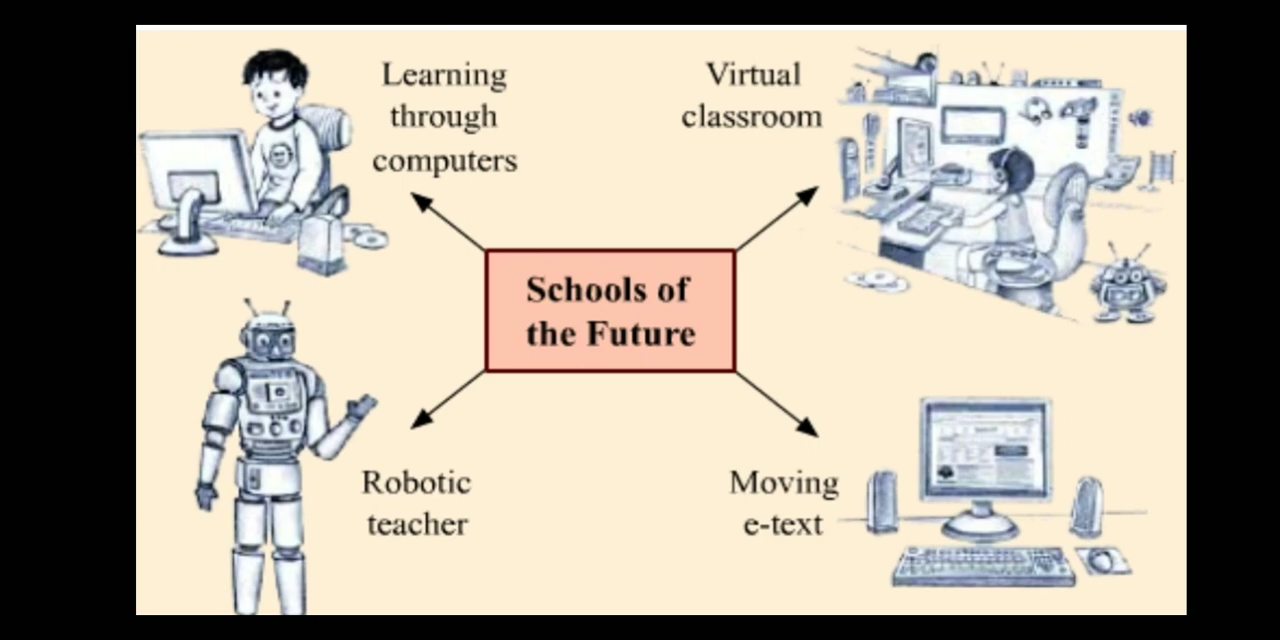 Learning
through
computers
Virtual
classroom
Schools of
the Future
Robotic
teacher
Moving
e-text